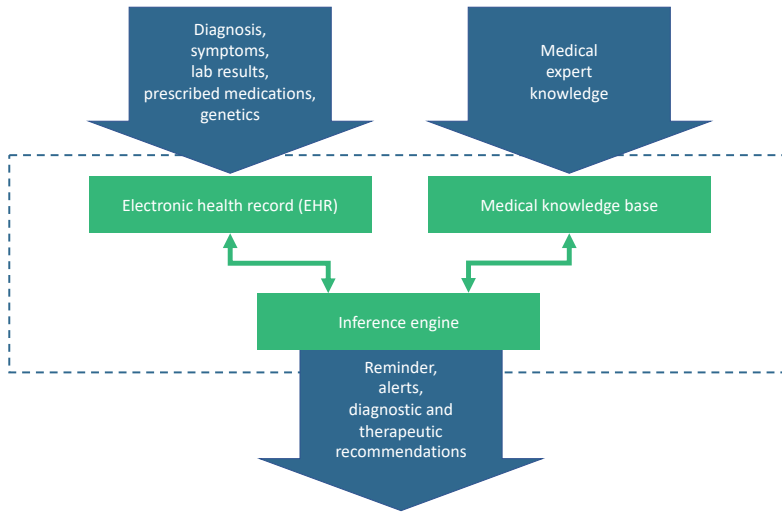 Diagnosis,
symptoms,
lab results,
prescribed medications,
genetics
Medical
expert
knowledge
Electronic health record (EHR)
Medical knowledge base
Inference engine
Reminder,
alerts,
diagnostic and
therapeutic
recommendations